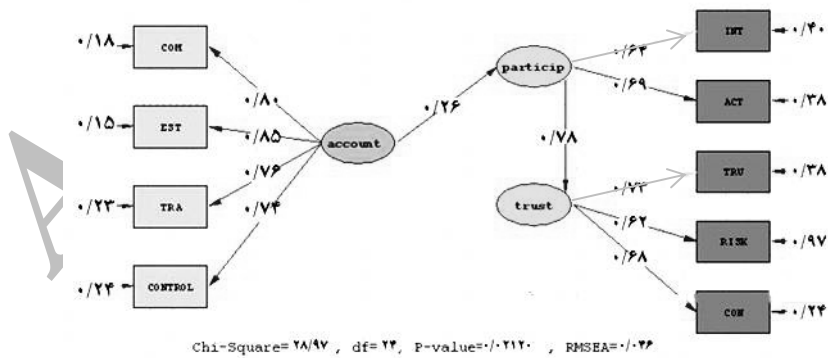 ۰/۱۸ COM
۰/۱۵ EST
۰/۲۳ TRA
۰/۲۴ CONTROL
۰/۸۰
۰/۸۵
۰/۷۶
۰/۷۴
account
۰/۲۶
particip
۰/۷۸
trust
۰/۶۹
۰/۶۲
۰/۶۸
INT ۰/۴۰
ACT ۰/۳۸
TRU ۰/۳۸
RISK ۰/۹۷
CON ۰/۲۴
Chi-Square= ۲۸/۹۷ , df= ۲۴, P-value=۰/۰۲۱۲۰ , RMSEA=۰/۰۳۶